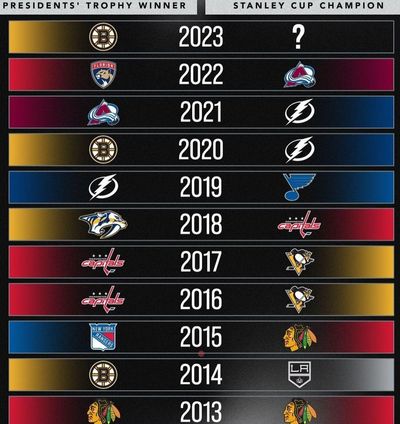 PRESIDENTS' TROPHY WINNER STANLEY CUP CHAMPION
2023 ?
FLORIDA 2022
2021
2020
2019
2018 capitals
capitals 2017
capitals 2016
NEW YORK RANGERS 2015
2014 LA
2013